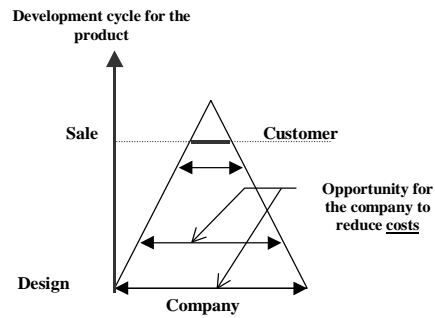 Development cycle for the
product
Sale
Customer
Opportunity for
the company to
reduce costs
Design
Company